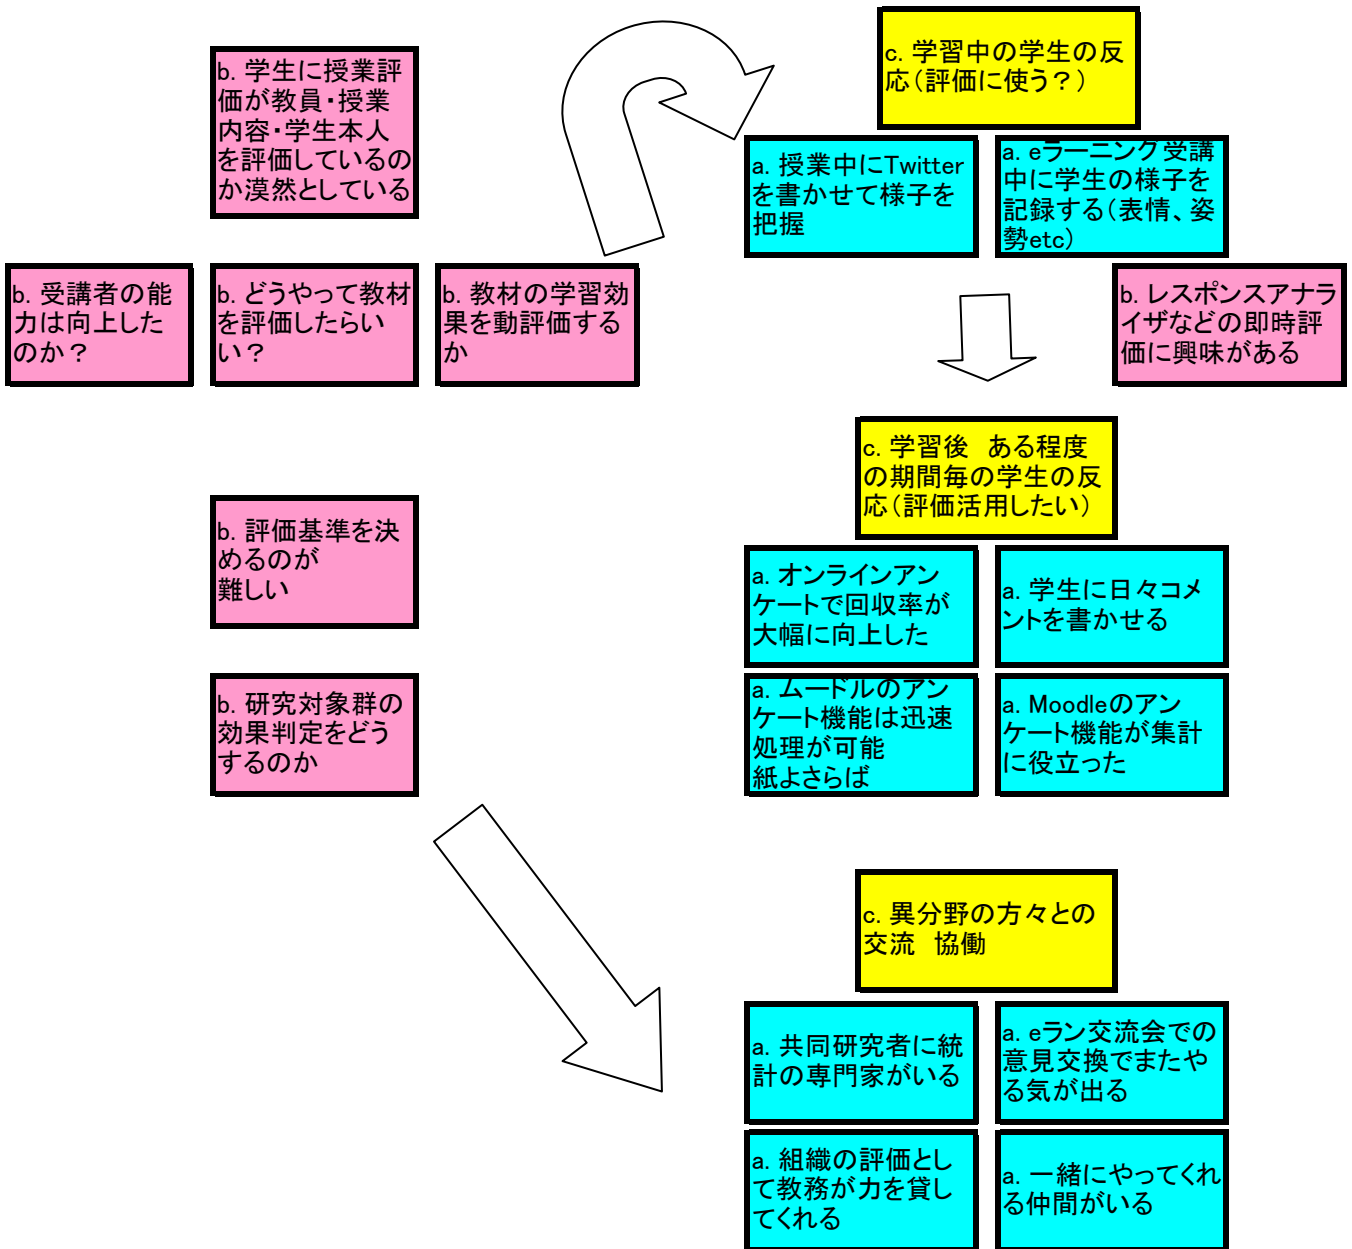 b. 学生に授業評
価が教員・授業
内容・学生本人
を評価しているの
か漠然としている
b. 受講者の能
力は向上した
のか？
b. どうやって教材
を評価したらい
い？
b. 教材の学習効
果を動評価する
か
b. 評価基準を決
めるのが
難しい
b. 研究対象群の
効果判定をどう
するのか
c. 学習中の学生の反
応（評価に使う？）
a. 授業中にTwitter
を書かせて様子を
把握
a. eラーニング受講
中に学生の様子を
記録する（表情、姿
勢etc）
b. レスポンスアナラ
イザなどの即時評
価に興味がある
c. 学習後　ある程度
の期間毎の学生の反
応（評価活用したい）
a. オンラインアン
ケートで回収率が
大幅に向上した
a. 学生に日々コメ
ントを書かせる
a. ムードルのアン
ケート機能は迅速
処理が可能
紙よさらば
a. Moodleのアン
ケート機能が集計
に役立った
c. 異分野の方々との
交流　協働
a. 共同研究者に統
計の専門家がいる
a. eラン交流会での
意見交換でまたや
る気が出る
a. 組織の評価とし
て教務が力を貸し
てくれる
a. 一緒にやってくれ
る仲間がいる